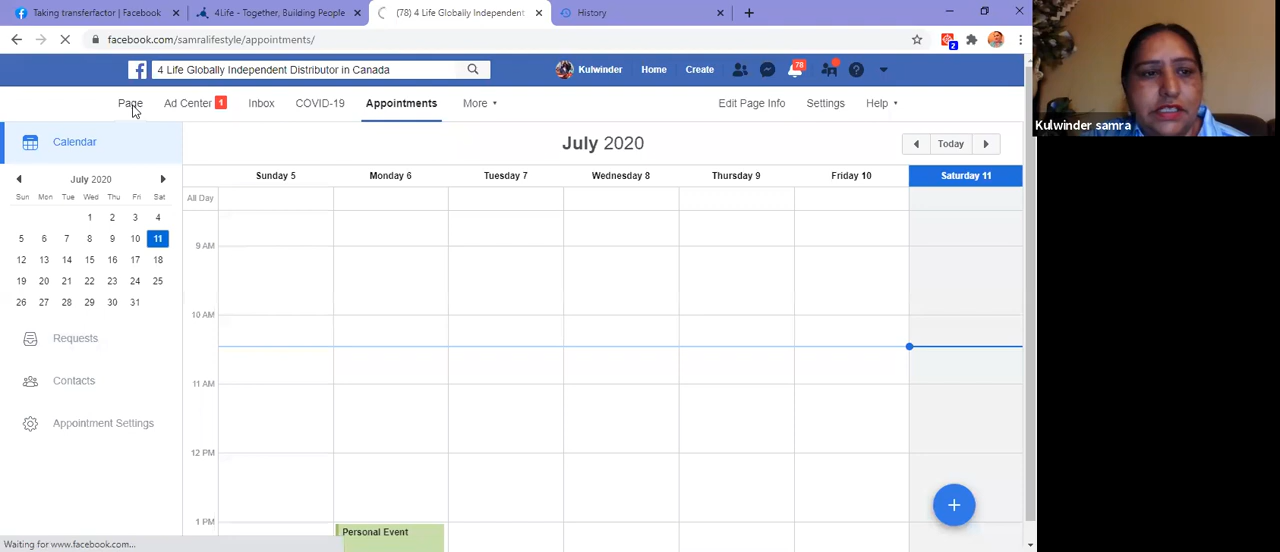 Taking transferfactor | Facebook
4Life - Together, Building People
(78) 4 Life Globally Independent
History
facebook.com/samralifestyle/appointments/
2
4 Life Globally Independent Distributor in Canada
Kulwinder
Home
Create
78
Page
Ad Center 1
Inbox
COVID-19
Appointments
More
Edit Page Info
Settings
Help
Calendar
July 2020
Today
July 2020
Sun Mon Tue Wed Thu Fri Sat
1 2 3 4
5 6 7 8 9 10 11
12 13 14 15 16 17 18
19 20 21 22 23 24 25
26 27 28 29 30 31
Requests
Contacts
Appointment Settings
Sunday 5 Monday 6 Tuesday 7 Wednesday 8 Thursday 9 Friday 10 Saturday 11
All Day
9 AM
10 AM
11 AM
12 PM
1 PM
Personal Event
Waiting for www.facebook.com...
Kulwinder samra